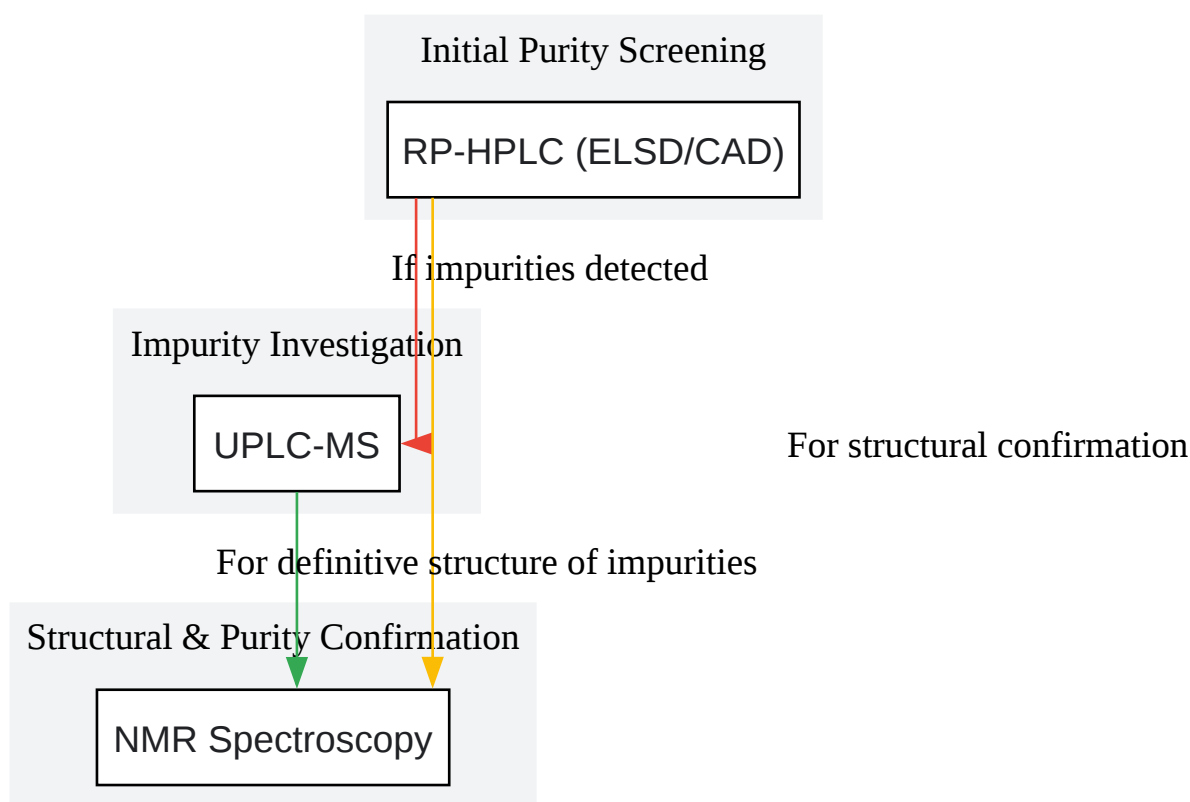 Initial Purity Screening
RP-HPLC (ELSD/CAD)
If impurities detected
Impurity Investigation
UPLC-MS
For structural confirmation
For definitive structure of impurities
Structural & Purity Confirmation
NMR Spectroscopy